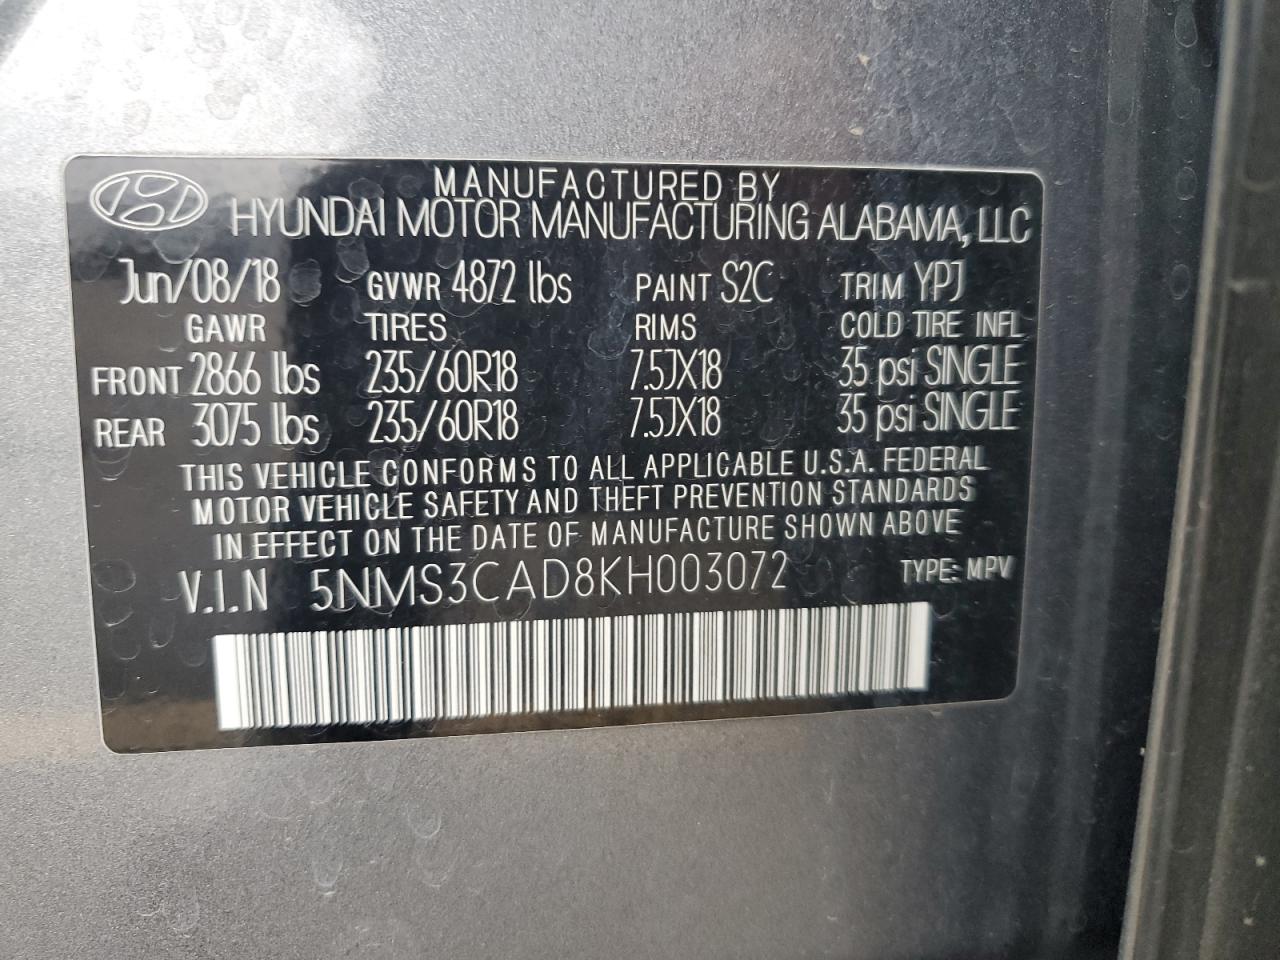 MANUFACTURED BY
HYUNDAI MOTOR MANUFACTURING ALABAMA, LLC
Jun/08/18 GVWR 4872 lbs PAINT S2C TRIM YPJ
GAWR TIRES RIMS COLD TIRE INFL
FRONT 2866 lbs 235/60R18 7.5JX18 35 psi SINGLE
REAR 3075 lbs 235/60R18 7.5JX18 35 psi SINGLE
THIS VEHICLE CONFORMS TO ALL APPLICABLE U.S.A. FEDERAL
MOTOR VEHICLE SAFETY AND THEFT PREVENTION STANDARDS
IN EFFECT ON THE DATE OF MANUFACTURE SHOWN ABOVE
V.I.N 5NMS3CAD8KH003072 TYPE: MPV